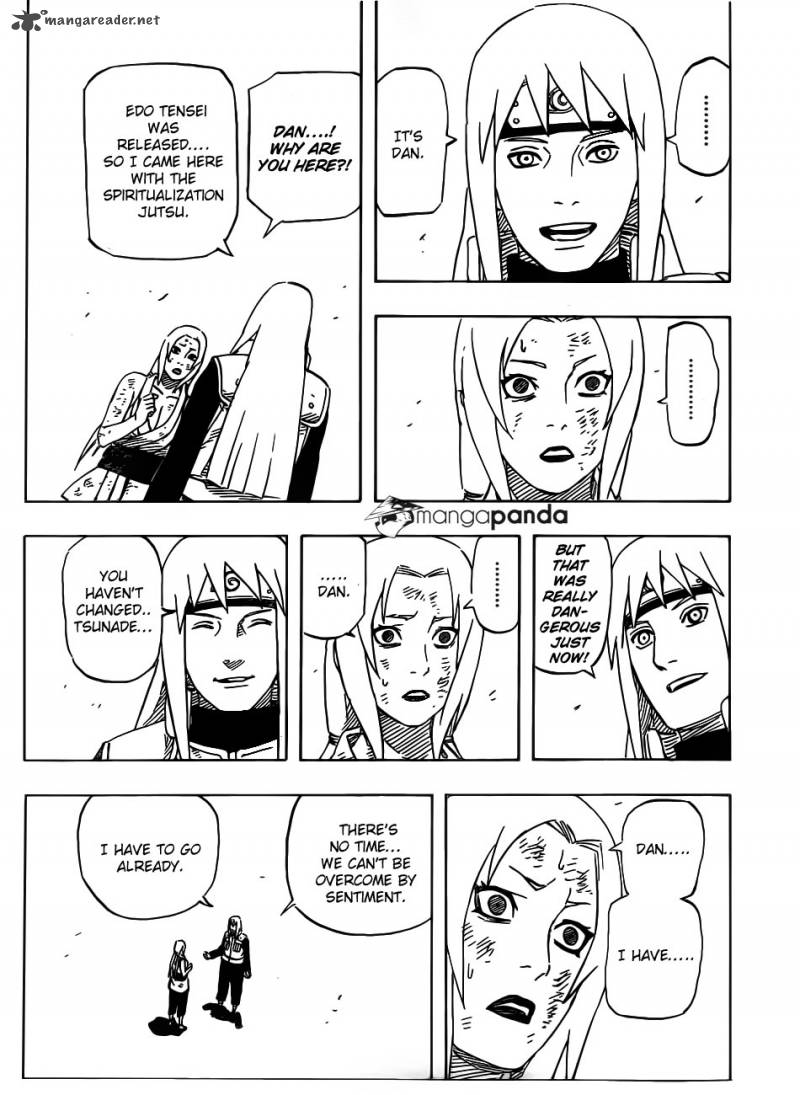 mangareader.net
.........
IT'S
DAN.
DAN....!
WHY ARE
YOU HERE?!
EDO TENSEI
WAS
RELEASED....
SO I CAME HERE
WITH THE
SPIRITUALIZATION
JUTSU.
.........
mangapanda
BUT
THAT WAS
REALLY
DAN-
GEROUS
JUST
NOW!
.........
.....
DAN.
YOU
HAVEN'T
CHANGED..
TSUNADE...
DAN.....
I HAVE.....
THERE'S
NO TIME...
WE CAN'T BE
OVERCOME BY
SENTIMENT.
I HAVE TO GO
ALREADY.